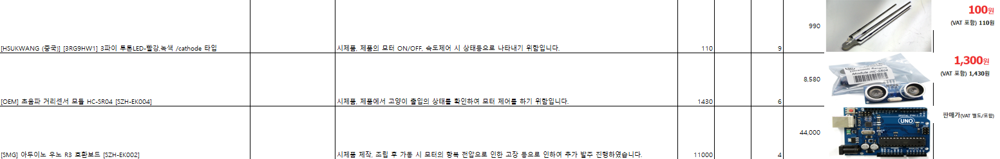 [HSUKWANG (중국)] [3RG9HW1] 3파이 투톤LED-빨강,녹색 /cathode 타입 시제품, 제품의 모터 ON/OFF, 속도제어 시 상태등으로 나타내기 위함입니다. 110 9 990
100원
(VAT 포함) 110원
[OEM] 초음파 거리센서 모듈 HC-SR04 [SZH-EK004] 시제품, 제품에서 고양이 출입의 상태를 확인하여 모터 제어를 하기 위함입니다. 1430 6 8,580
Ultrasonic Ranging
Module:HC-SR04
1,300원
(VAT 포함) 1,430원
[SMG] 아두이노 우노 R3 호환보드 [SZH-EK002] 시제품 제작, 조립 후 가동 시 모터의 항복 전압으로 인한 고장 등으로 인하여 추가 발주 진행하였습니다. 11000 4 44,000
UNO
판매가(VAT 별도/포함)